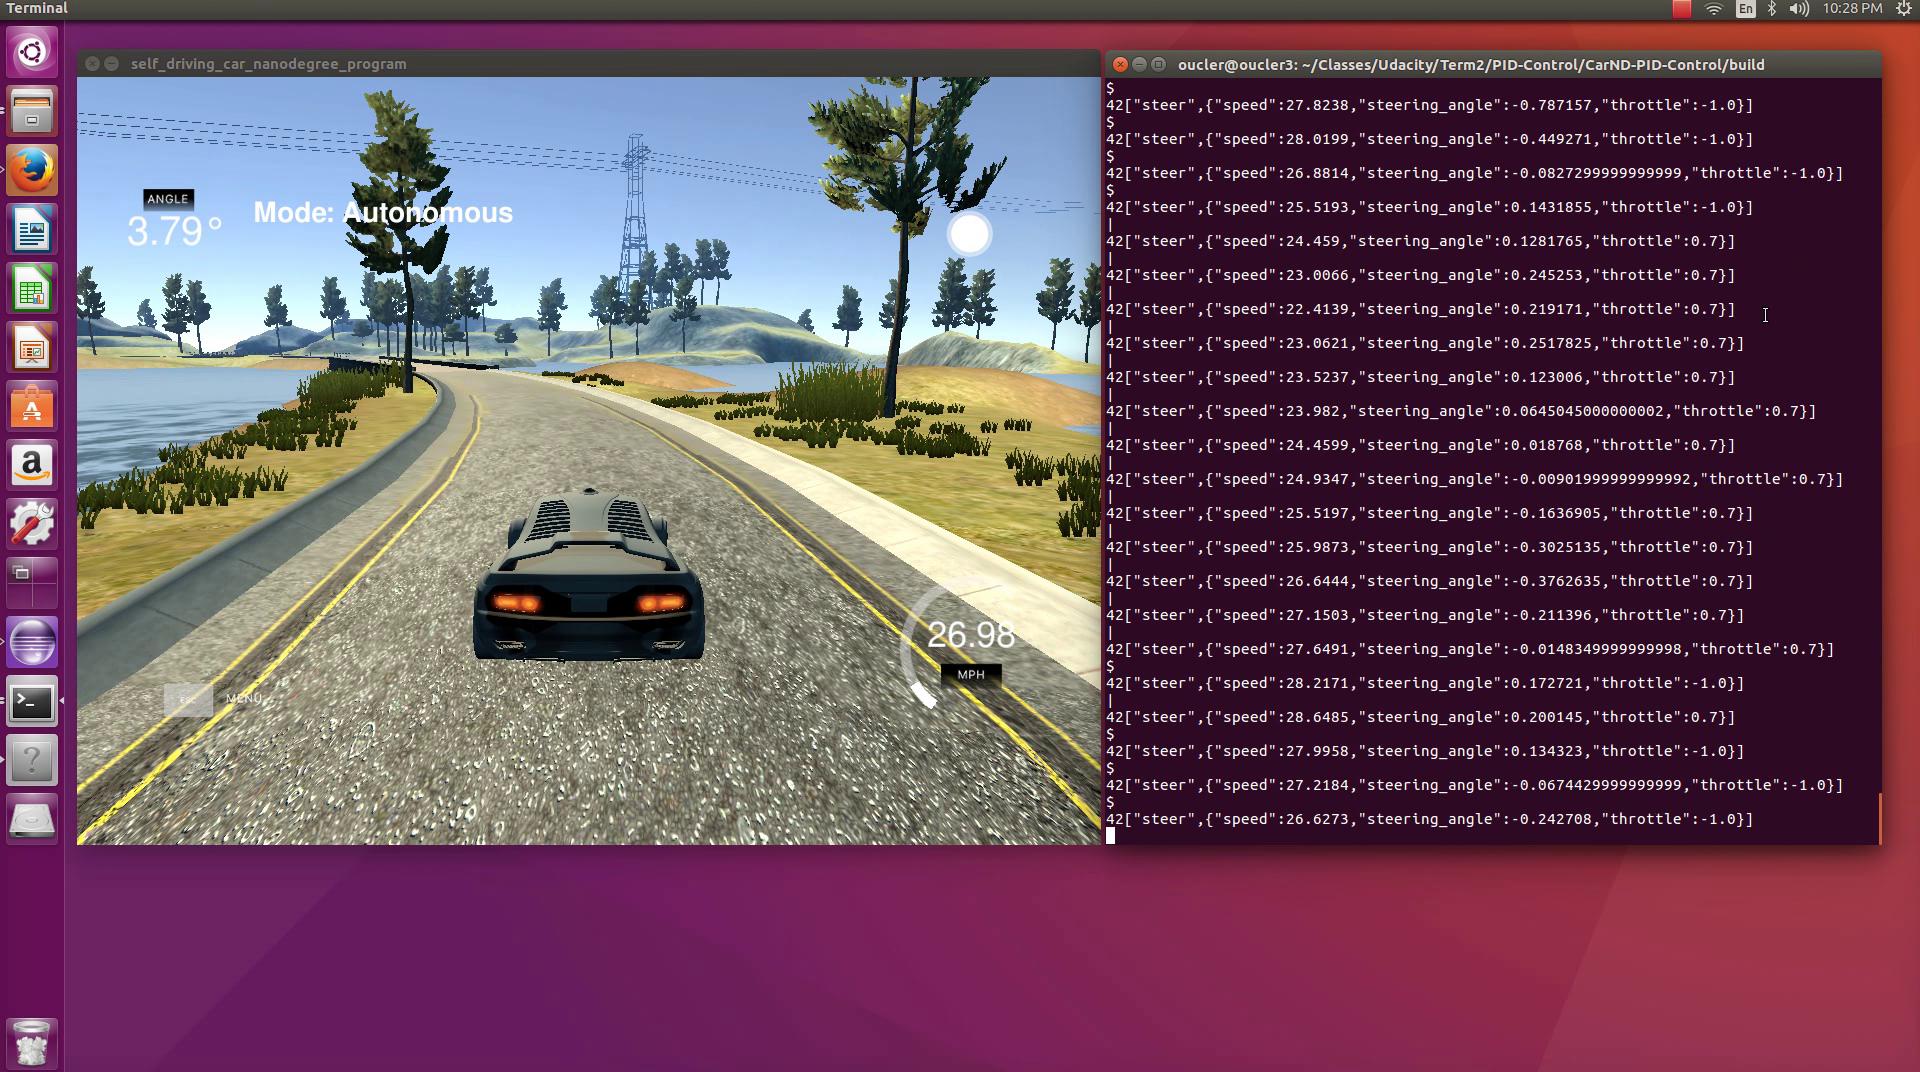 Terminal
En
10:28 PM
self_driving_car_nanodegree_program
ANGLE
3.79°
Mode: Autonomous
26.98
MPH
ESC
MENU
a
?
oucler@oucler3: ~/Classes/Udacity/Term2/PID-Control/CarND-PID-Control/build
$
42["steer",{"speed":27.8238,"steering_angle":-0.787157,"throttle":-1.0}]
$
42["steer",{"speed":28.0199,"steering_angle":-0.449271,"throttle":-1.0}]
$
42["steer",{"speed":26.8814,"steering_angle":-0.0827299999999999,"throttle":-1.0}]
$
42["steer",{"speed":25.5193,"steering_angle":0.1431855,"throttle":-1.0}]
|
42["steer",{"speed":24.459,"steering_angle":0.1281765,"throttle":0.7}]
|
42["steer",{"speed":23.0066,"steering_angle":0.245253,"throttle":0.7}]
|
42["steer",{"speed":22.4139,"steering_angle":0.219171,"throttle":0.7}]
|
42["steer",{"speed":23.0621,"steering_angle":0.2517825,"throttle":0.7}]
|
42["steer",{"speed":23.5237,"steering_angle":0.123006,"throttle":0.7}]
|
42["steer",{"speed":23.982,"steering_angle":0.0645045000000002,"throttle":0.7}]
|
42["steer",{"speed":24.4599,"steering_angle":0.018768,"throttle":0.7}]
|
42["steer",{"speed":24.9347,"steering_angle":-0.00901999999999992,"throttle":0.7}]
|
42["steer",{"speed":25.5197,"steering_angle":-0.1636905,"throttle":0.7}]
|
42["steer",{"speed":25.9873,"steering_angle":-0.3025135,"throttle":0.7}]
|
42["steer",{"speed":26.6444,"steering_angle":-0.3762635,"throttle":0.7}]
|
42["steer",{"speed":27.1503,"steering_angle":-0.211396,"throttle":0.7}]
|
42["steer",{"speed":27.6491,"steering_angle":-0.0148349999999998,"throttle":0.7}]
$
42["steer",{"speed":28.2171,"steering_angle":0.172721,"throttle":-1.0}]
|
42["steer",{"speed":28.6485,"steering_angle":0.200145,"throttle":0.7}]
$
42["steer",{"speed":27.9958,"steering_angle":0.134323,"throttle":-1.0}]
$
42["steer",{"speed":27.2184,"steering_angle":-0.0674429999999999,"throttle":-1.0}]
$
42["steer",{"speed":26.6273,"steering_angle":-0.242708,"throttle":-1.0}]